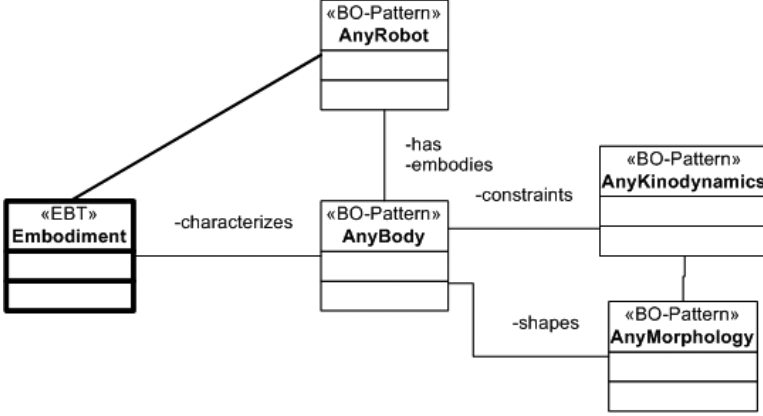 «BO-Pattern»
AnyRobot
-has
-embodies
«BO-Pattern»
AnyKinodynamics
-constraints
«EBT»
Embodiment
-characterizes
«BO-Pattern»
AnyBody
-shapes
«BO-Pattern»
AnyMorphology